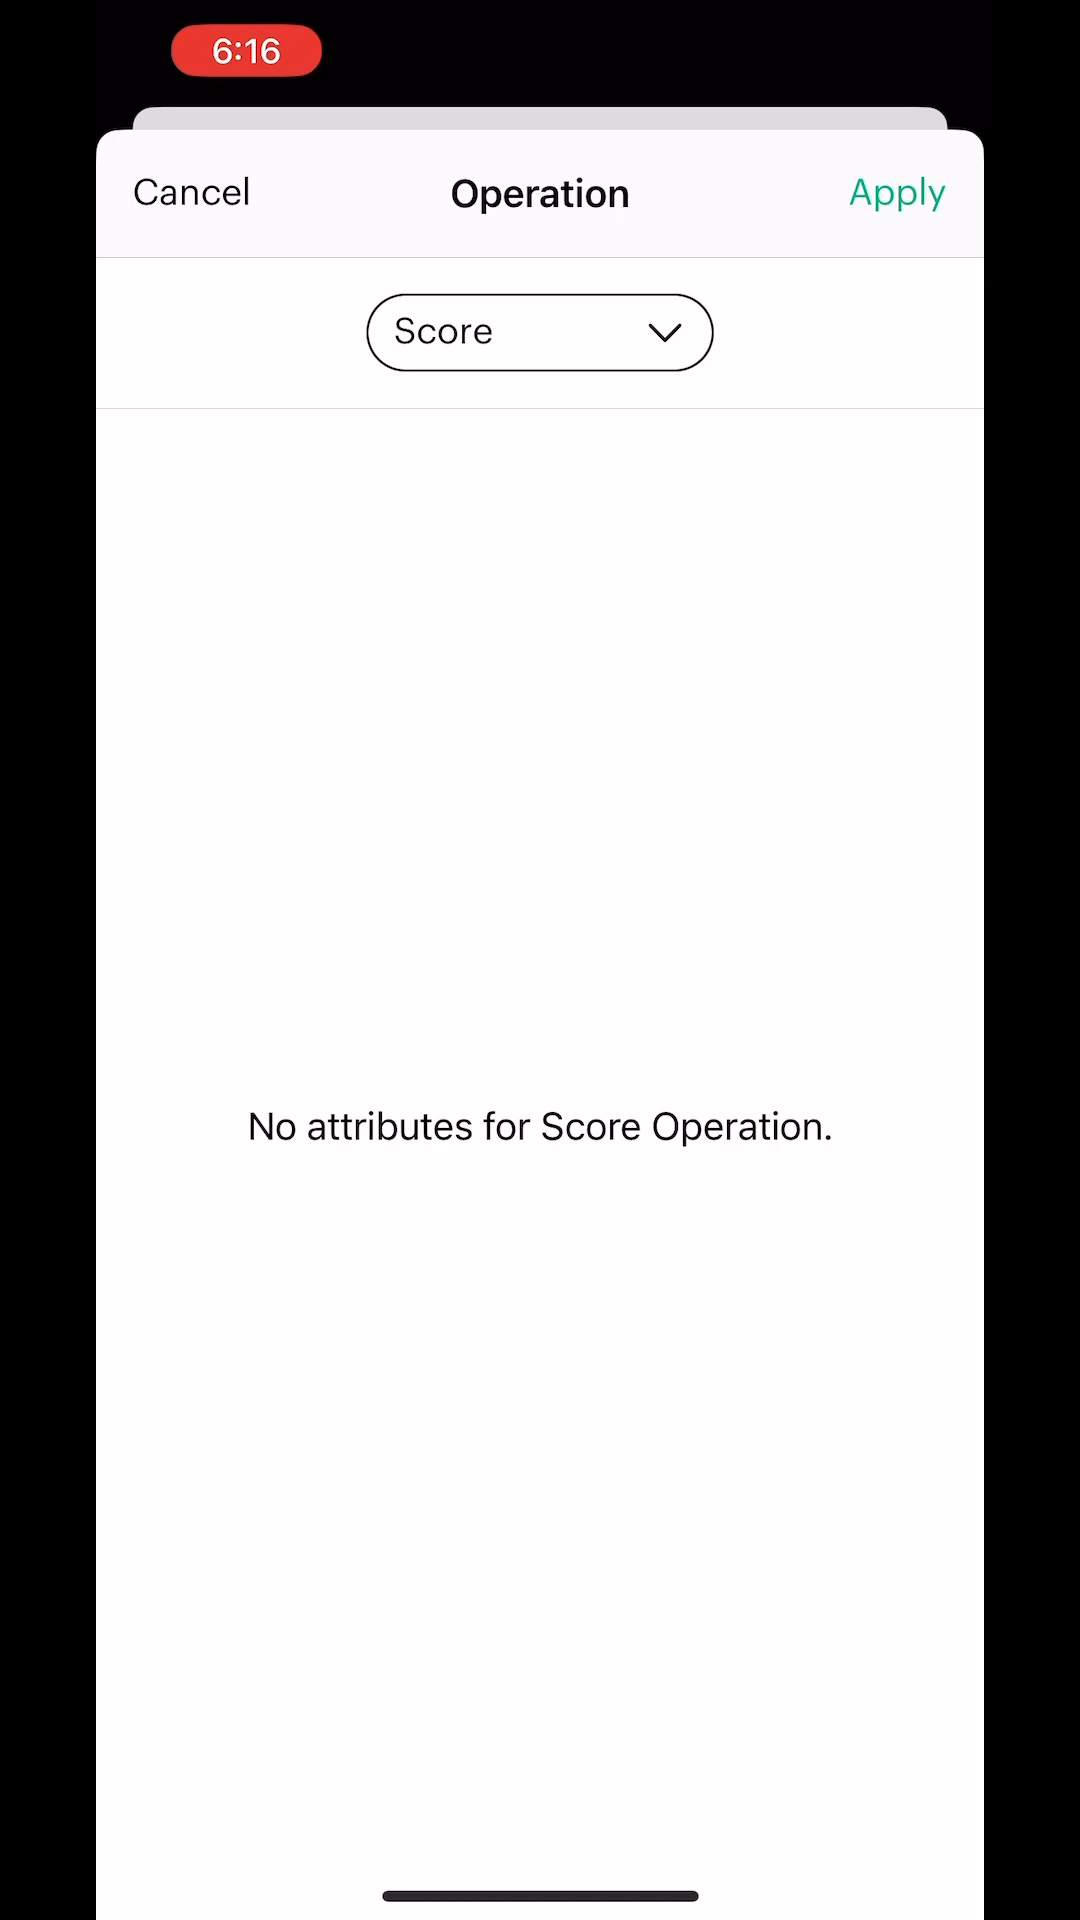 6:16
Cancel
Operation
Apply
Score
No attributes for Score Operation.